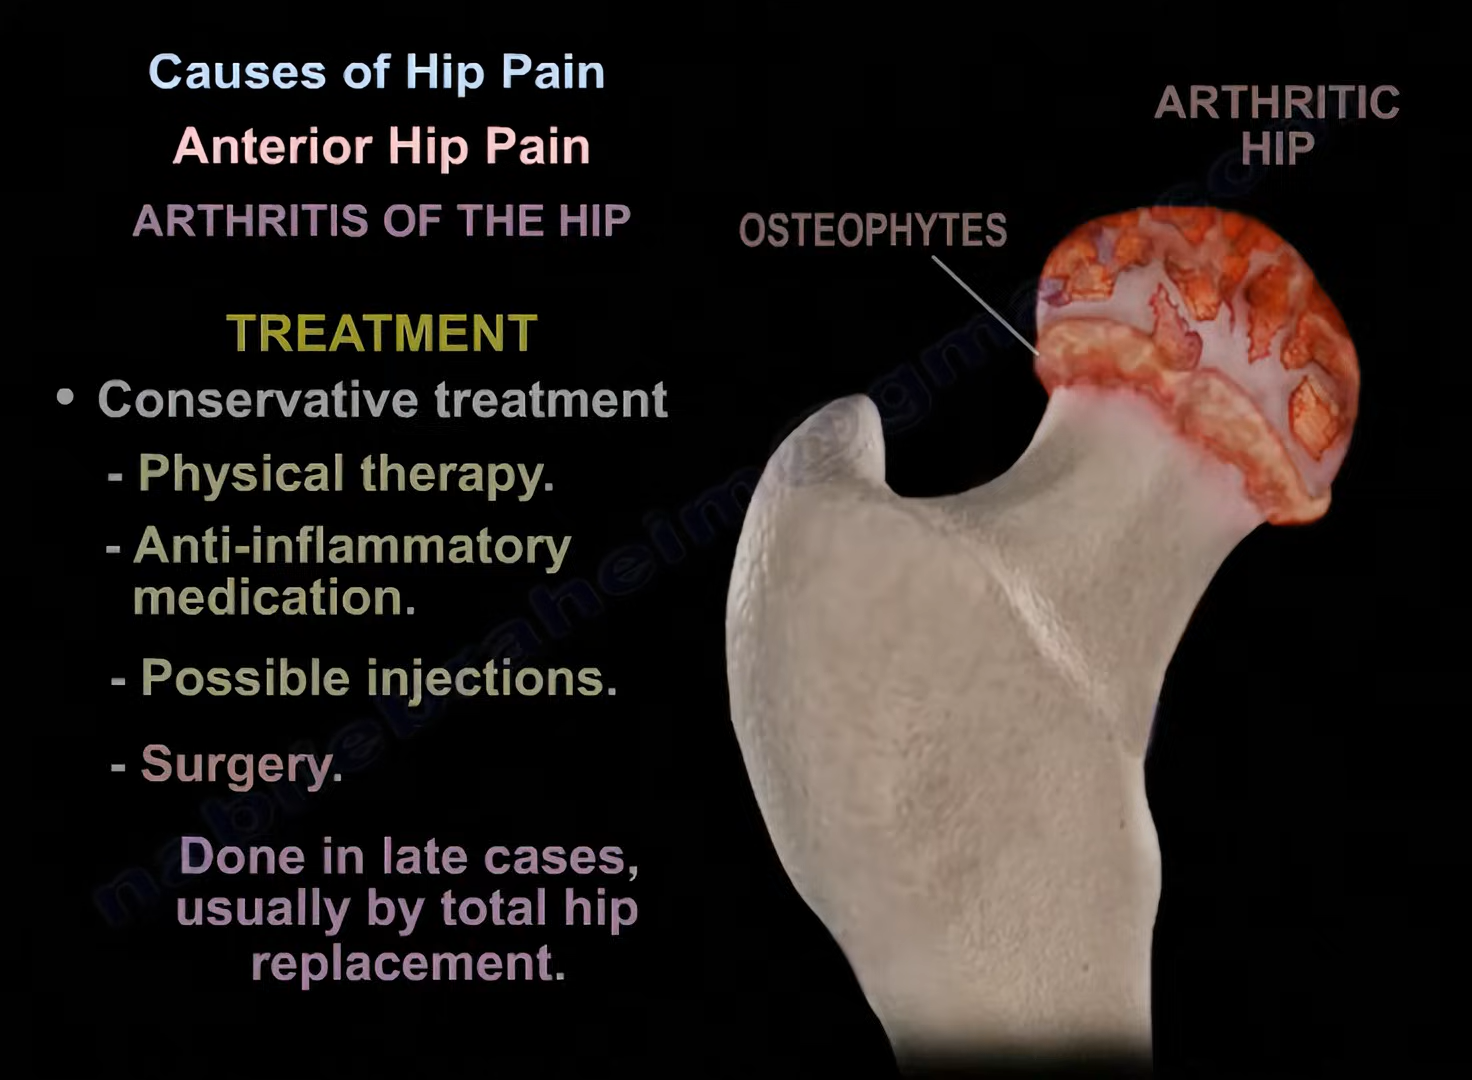 Causes of Hip Pain
Anterior Hip Pain
ARTHRITIS OF THE HIP
TREATMENT
• Conservative treatment
- Physical therapy.
- Anti-inflammatory
medication.
- Possible injections.
- Surgery.
Done in late cases,
usually by total hip
replacement.
ARTHRITIC
HIP
OSTEOPHYTES